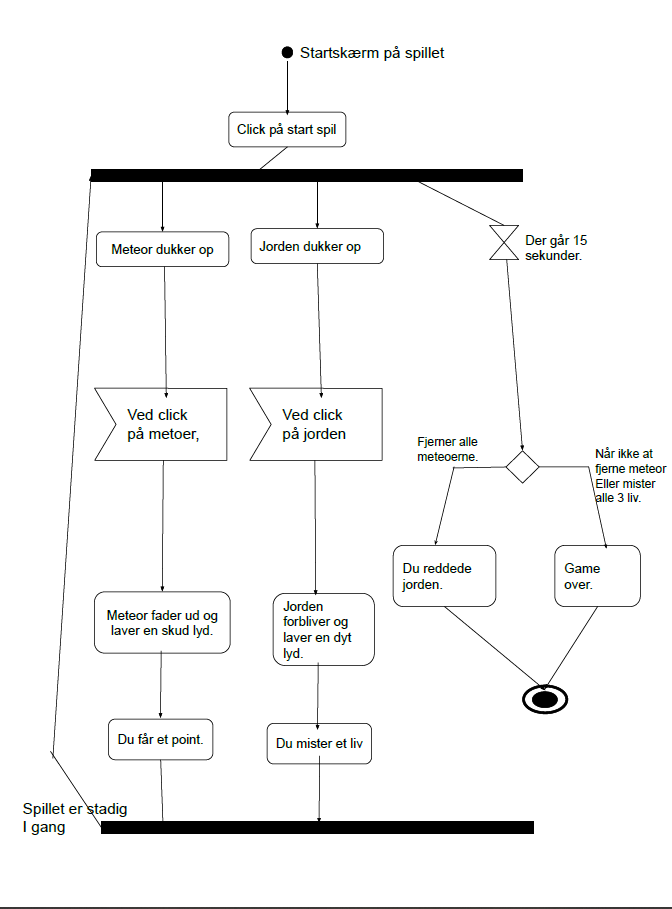 Startskærm på spillet
Click på start spil
Meteor dukker op
Jorden dukker op
Der går 15
sekunder.
Ved click
på metoer,
Ved click
på jorden
Fjerner alle
meteoerne.
Når ikke at
fjerne meteor
Eller mister
alle 3 liv.
Du reddede
jorden.
Game
over.
Meteor fader ud og
laver en skud lyd.
Jorden
forbliver og
laver en dyt
lyd.
Du får et point.
Du mister et liv
Spillet er stadig
I gang